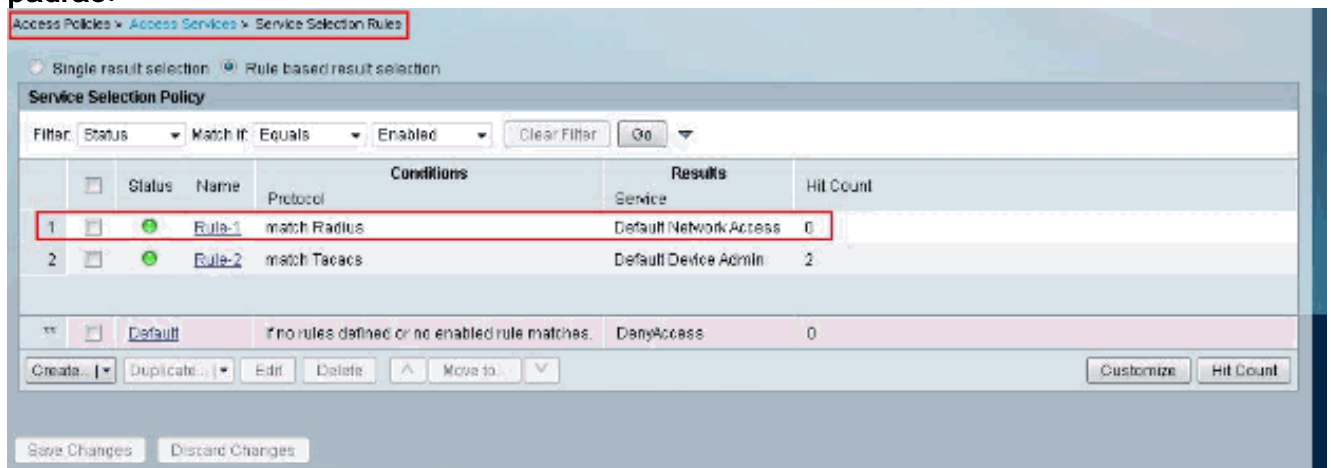 padrão.
Access Policies > Access Services > Service Selection Rules
Single result selection Rule based result selection
Service Selection Policy
Filter: Status Match if: Equals Enabled Clear Filter Go
Status Name Conditions Results Hit Count
Protocol Service
1 Rule-1 match Radius Default Network Access 0
2 Rule-2 match Tacacs Default Device Admin 2
** Default If no rules defined or no enabled rule matches. DenyAccess 0
Create... | Duplicate... | Edit Delete Move to... Customize Hit Count
Save Changes Discard Changes